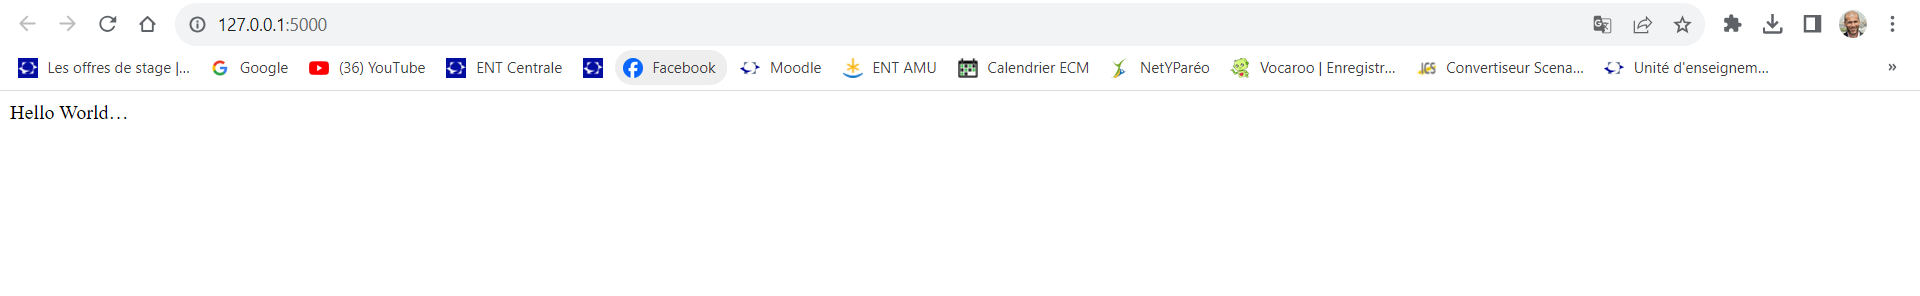 127.0.0.1:5000
Les offres de stage |... Google (36) YouTube ENT Centrale Facebook Moodle ENT AMU Calendrier ECM NetYParéo Vocaroo | Enregistr... JGS Convertiseur Scena... Unité d'enseignem... »
Hello World…